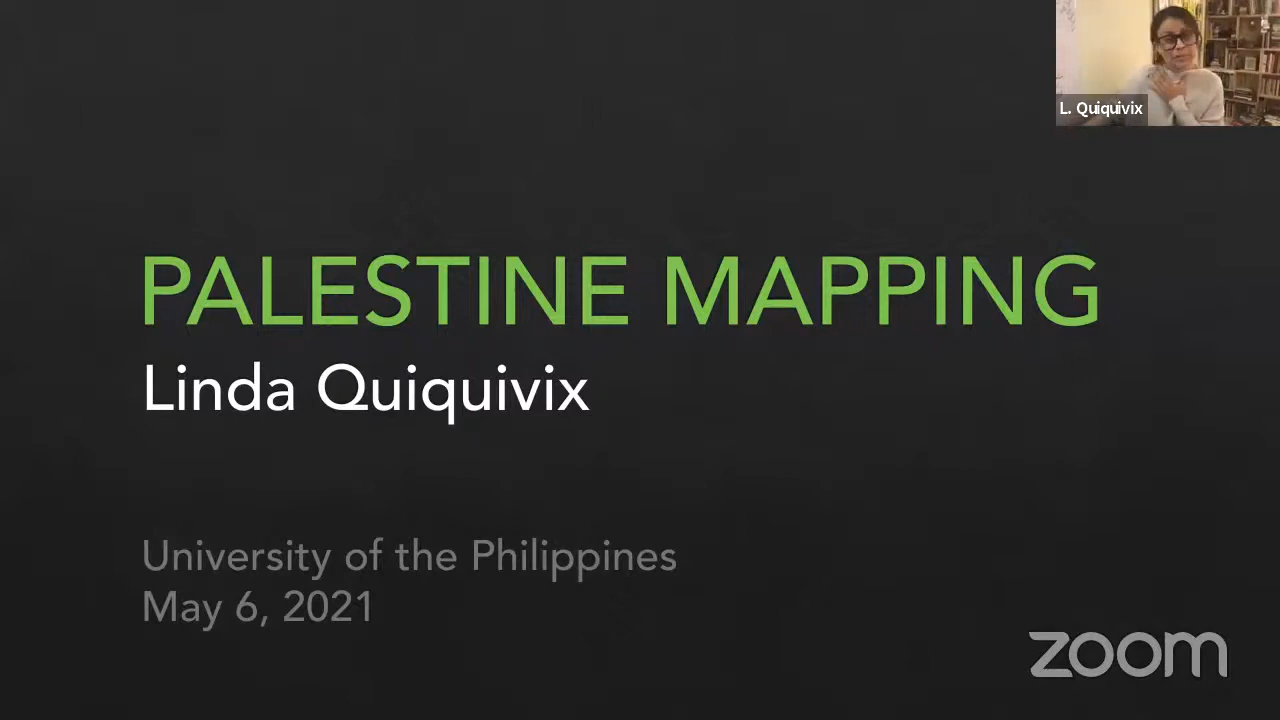 L. Quiquivix
PALESTINE MAPPING
Linda Quiquivix
University of the Philippines
May 6, 2021
zoom